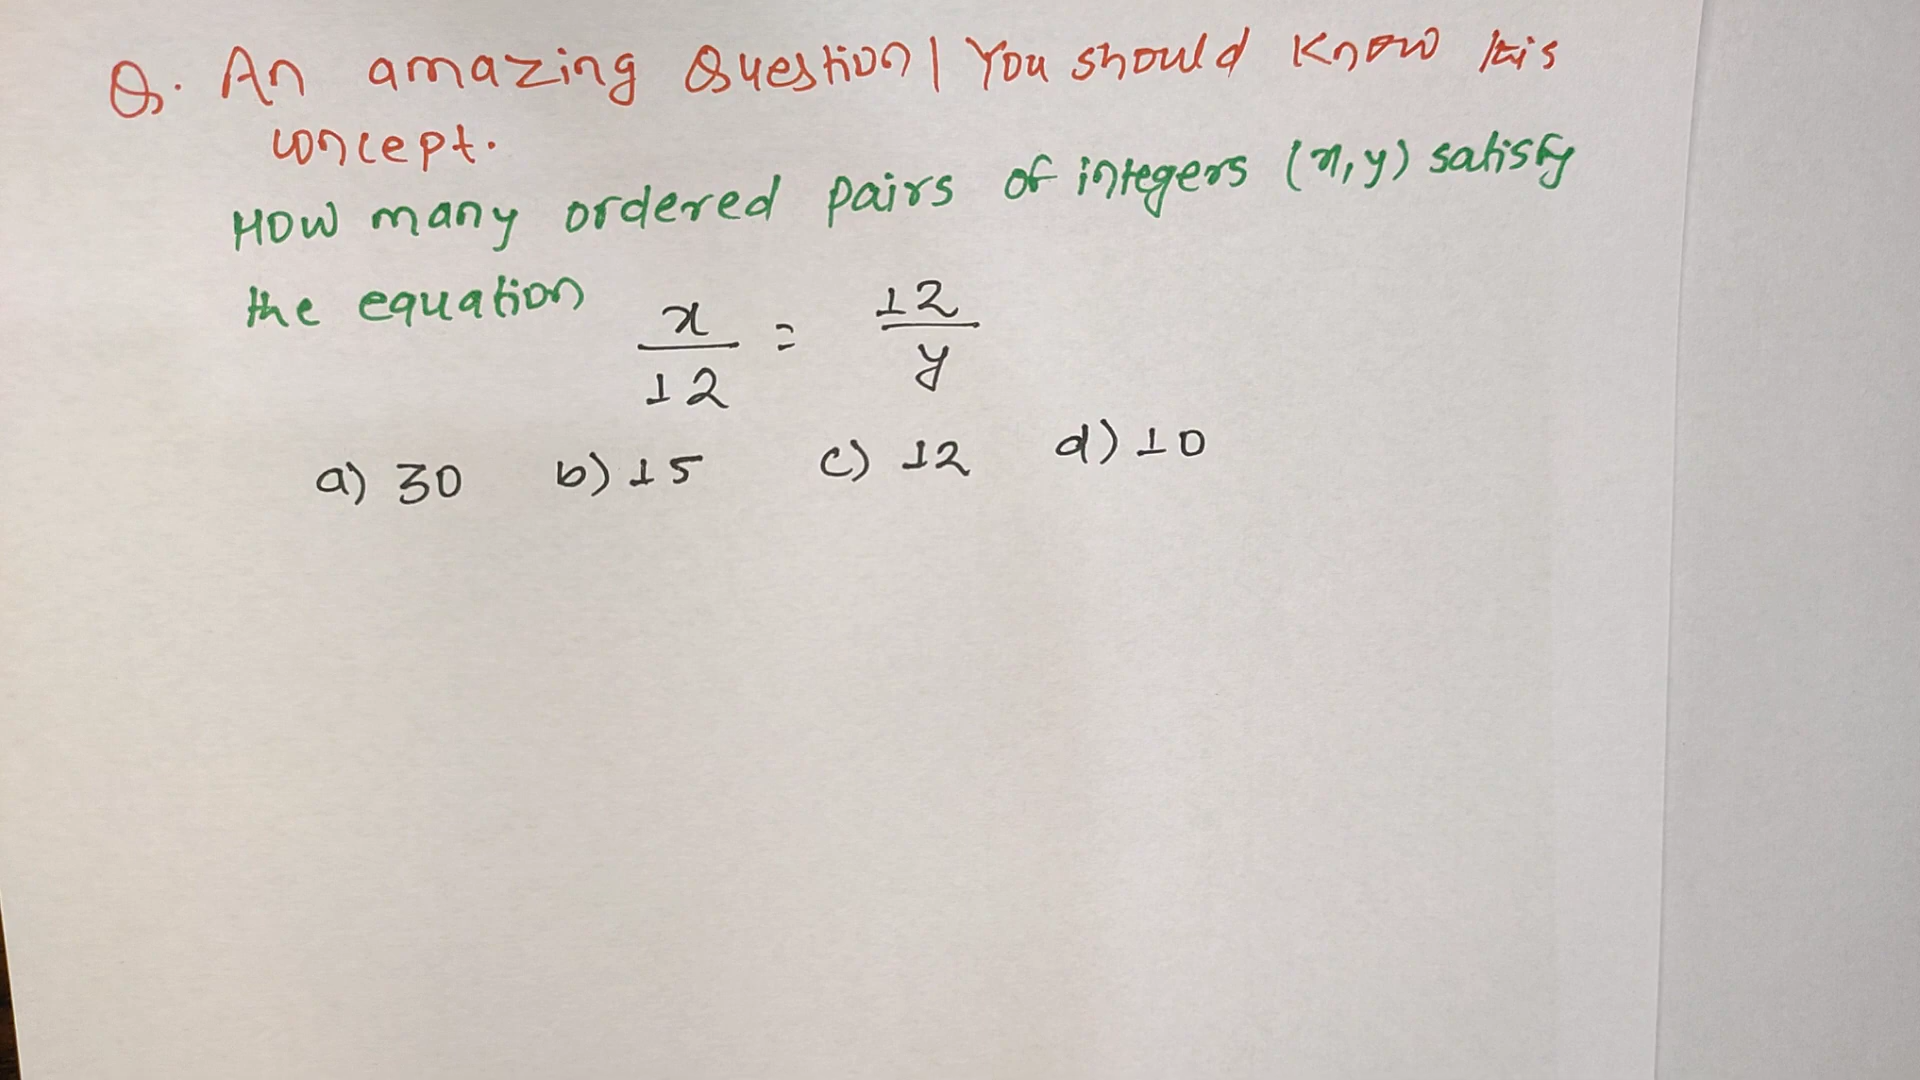 Q. An amazing Question | You should know this
concept.
How many ordered pairs of integers (x,y) satisfy
the equation x/12 = 12/y
a) 30 b) 15 c) 12 d) 10